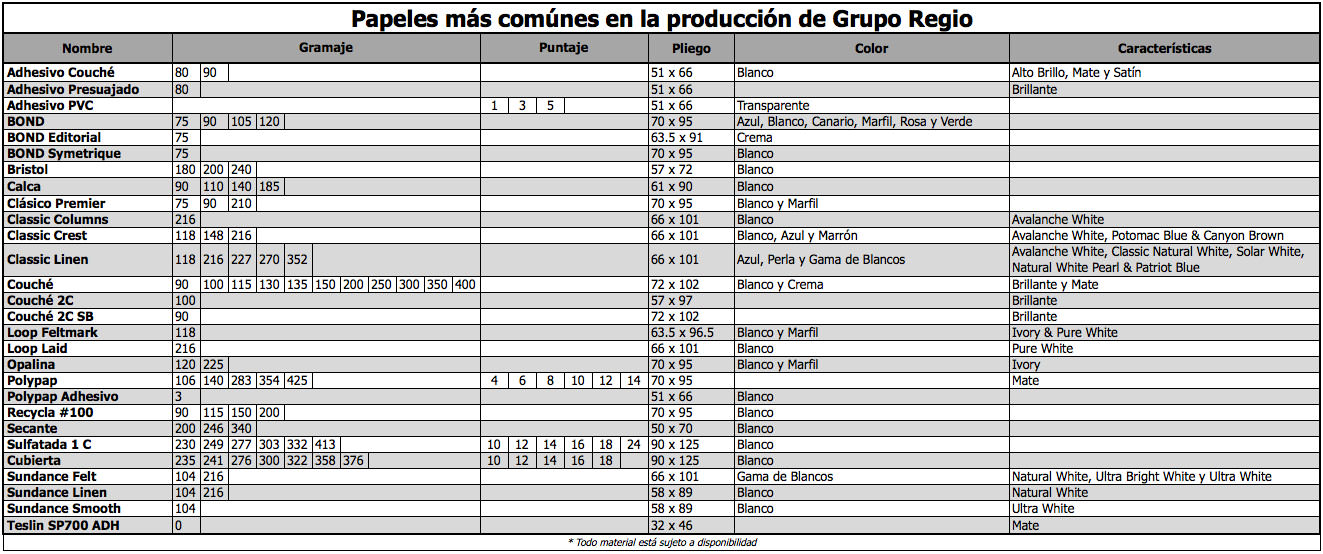 Papeles más comúnes en la producción de Grupo Regio
Nombre Gramaje Puntaje Pliego Color Características
Adhesivo Couché 80 90 51 x 66 Blanco Alto Brillo, Mate y Satín
Adhesivo Presuajado 80 51 x 66 Brillante
Adhesivo PVC 1 3 5 51 x 66 Transparente
BOND 75 90 105 120 70 x 95 Azul, Blanco, Canario, Marfil, Rosa y Verde
BOND Editorial 75 63.5 x 91 Crema
BOND Symetrique 75 70 x 95 Blanco
Bristol 180 200 240 57 x 72 Blanco
Calca 90 110 140 185 61 x 90 Blanco
Clásico Premier 75 90 210 70 x 95 Blanco y Marfil
Classic Columns 216 66 x 101 Blanco Avalanche White
Classic Crest 118 148 216 66 x 101 Blanco, Azul y Marrón Avalanche White, Potomac Blue & Canyon Brown
Classic Linen 118 216 227 270 352 66 x 101 Azul, Perla y Gama de Blancos Avalanche White, Classic Natural White, Solar White,
Natural White Pearl & Patriot Blue
Couché 90 100 115 130 135 150 200 250 300 350 400 72 x 102 Blanco y Crema Brillante y Mate
Couché 2C 100 57 x 97 Brillante
Couché 2C SB 90 72 x 102 Brillante
Loop Feltmark 118 63.5 x 96.5 Blanco y Marfil Ivory & Pure White
Loop Laid 216 66 x 101 Blanco Pure White
Opalina 120 225 70 x 95 Blanco y Marfil Ivory
Polypap 106 140 283 354 425 4 6 8 10 12 14 70 x 95 Mate
Polypap Adhesivo 3 51 x 66 Blanco
Recycla #100 90 115 150 200 70 x 95 Blanco
Secante 200 246 340 50 x 70 Blanco
Sulfatada 1 C 230 249 277 303 332 413 10 12 14 16 18 24 90 x 125 Blanco
Cubierta 235 241 276 300 322 358 376 10 12 14 16 18 90 x 125 Blanco
Sundance Felt 104 216 66 x 101 Gama de Blancos Natural White, Ultra Bright White y Ultra White
Sundance Linen 104 216 58 x 89 Blanco Natural White
Sundance Smooth 104 58 x 89 Blanco Ultra White
Teslin SP700 ADH 0 32 x 46 Mate
* Todo material está sujeto a disponibilidad